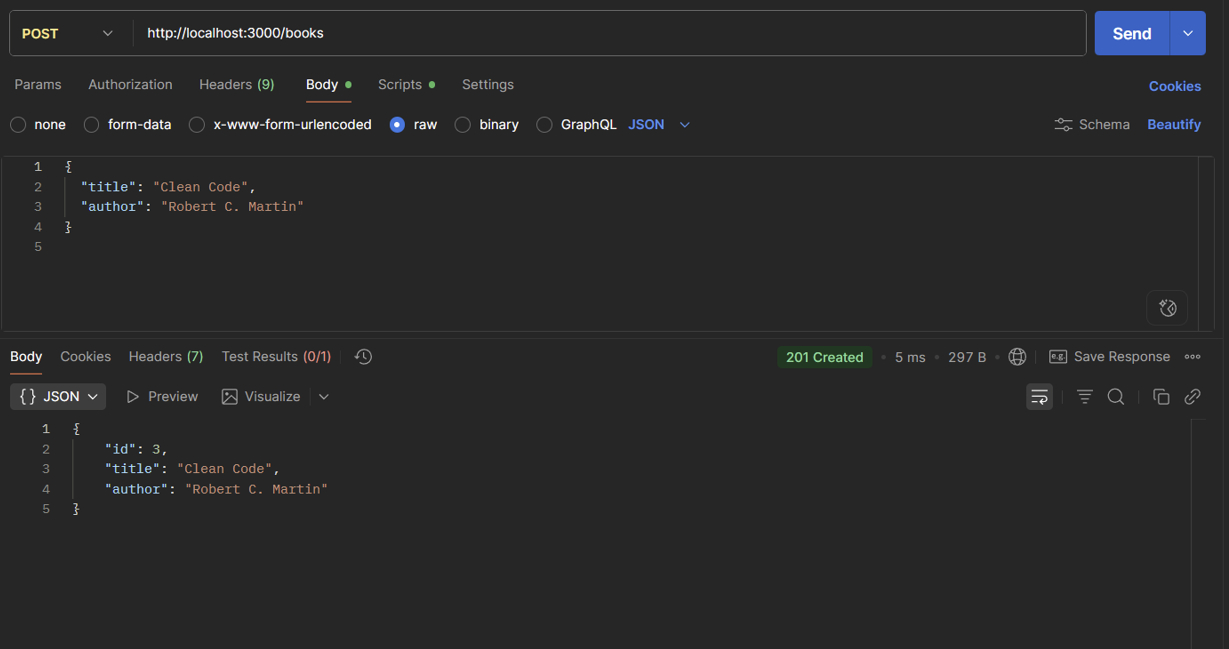 POST http://localhost:3000/books Send
Params Authorization Headers (9) Body Scripts Settings Cookies
none form-data x-www-form-urlencoded raw binary GraphQL JSON Schema Beautify
1 {
2 "title": "Clean Code",
3 "author": "Robert C. Martin"
4 }
5
Body Cookies Headers (7) Test Results (0/1) 201 Created • 5 ms • 297 B • e.g. Save Response
{} JSON Preview Visualize
1 {
2 "id": 3,
3 "title": "Clean Code",
4 "author": "Robert C. Martin"
5 }